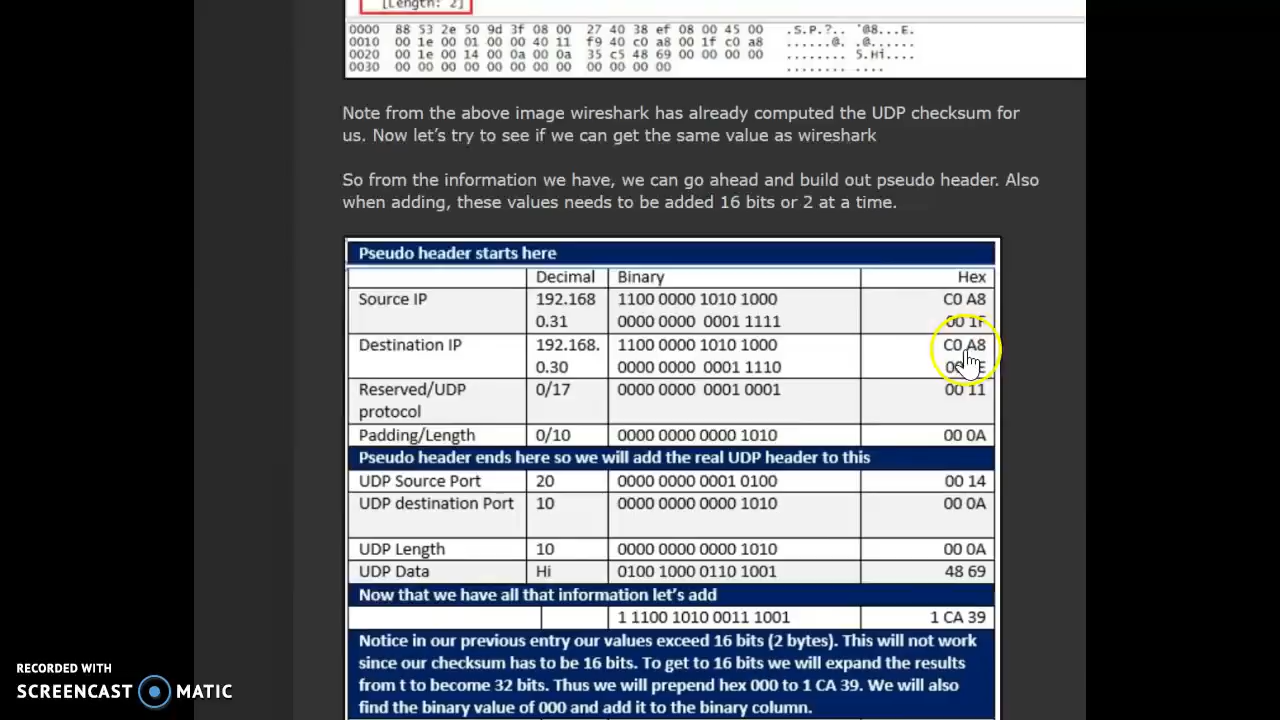 [Length: 2]
0000 88 53 2e 50 9d 3f 08 00 27 40 38 ef 08 00 45 00 .S.P.?.. '@8...E.
0010 00 1e 00 01 00 00 40 11 f9 40 c0 a8 00 1f c0 a8 ......@. .@......
0020 00 1e 00 14 00 0a 00 0a 35 c5 48 69 00 00 00 00 ........ 5.Hi....
0030 00 00 00 00 00 00 00 00 00 00 00 00 ........ ....
Note from the above image wireshark has already computed the UDP checksum for
us. Now let's try to see if we can get the same value as wireshark
So from the information we have, we can go ahead and build out pseudo header. Also
when adding, these values needs to be added 16 bits or 2 at a time.
Pseudo header starts here
Decimal Binary Hex
Source IP 192.168 1100 0000 1010 1000 C0 A8
0.31 0000 0000 0001 1111 00 1F
Destination IP 192.168. 1100 0000 1010 1000 C0 A8
0.30 0000 0000 0001 1110 E
Reserved/UDP 0/17 0000 0000 0001 0001 00 11
protocol
Padding/Length 0/10 0000 0000 0000 1010 00 0A
Pseudo header ends here so we will add the real UDP header to this
UDP Source Port 20 0000 0000 0001 0100 00 14
UDP destination Port 10 0000 0000 0000 1010 00 0A
UDP Length 10 0000 0000 0000 1010 00 0A
UDP Data Hi 0100 1000 0110 1001 48 69
Now that we have all that information let's add
1 1100 1010 0011 1001 1 CA 39
Notice in our previous entry our values exceed 16 bits (2 bytes). This will not work
since our checksum has to be 16 bits. To get to 16 bits we will expand the results
from t to become 32 bits. Thus we will prepend hex 000 to 1 CA 39. We will also
find the binary value of 000 and add it to the binary column.
RECORDED WITH
SCREENCAST MATIC